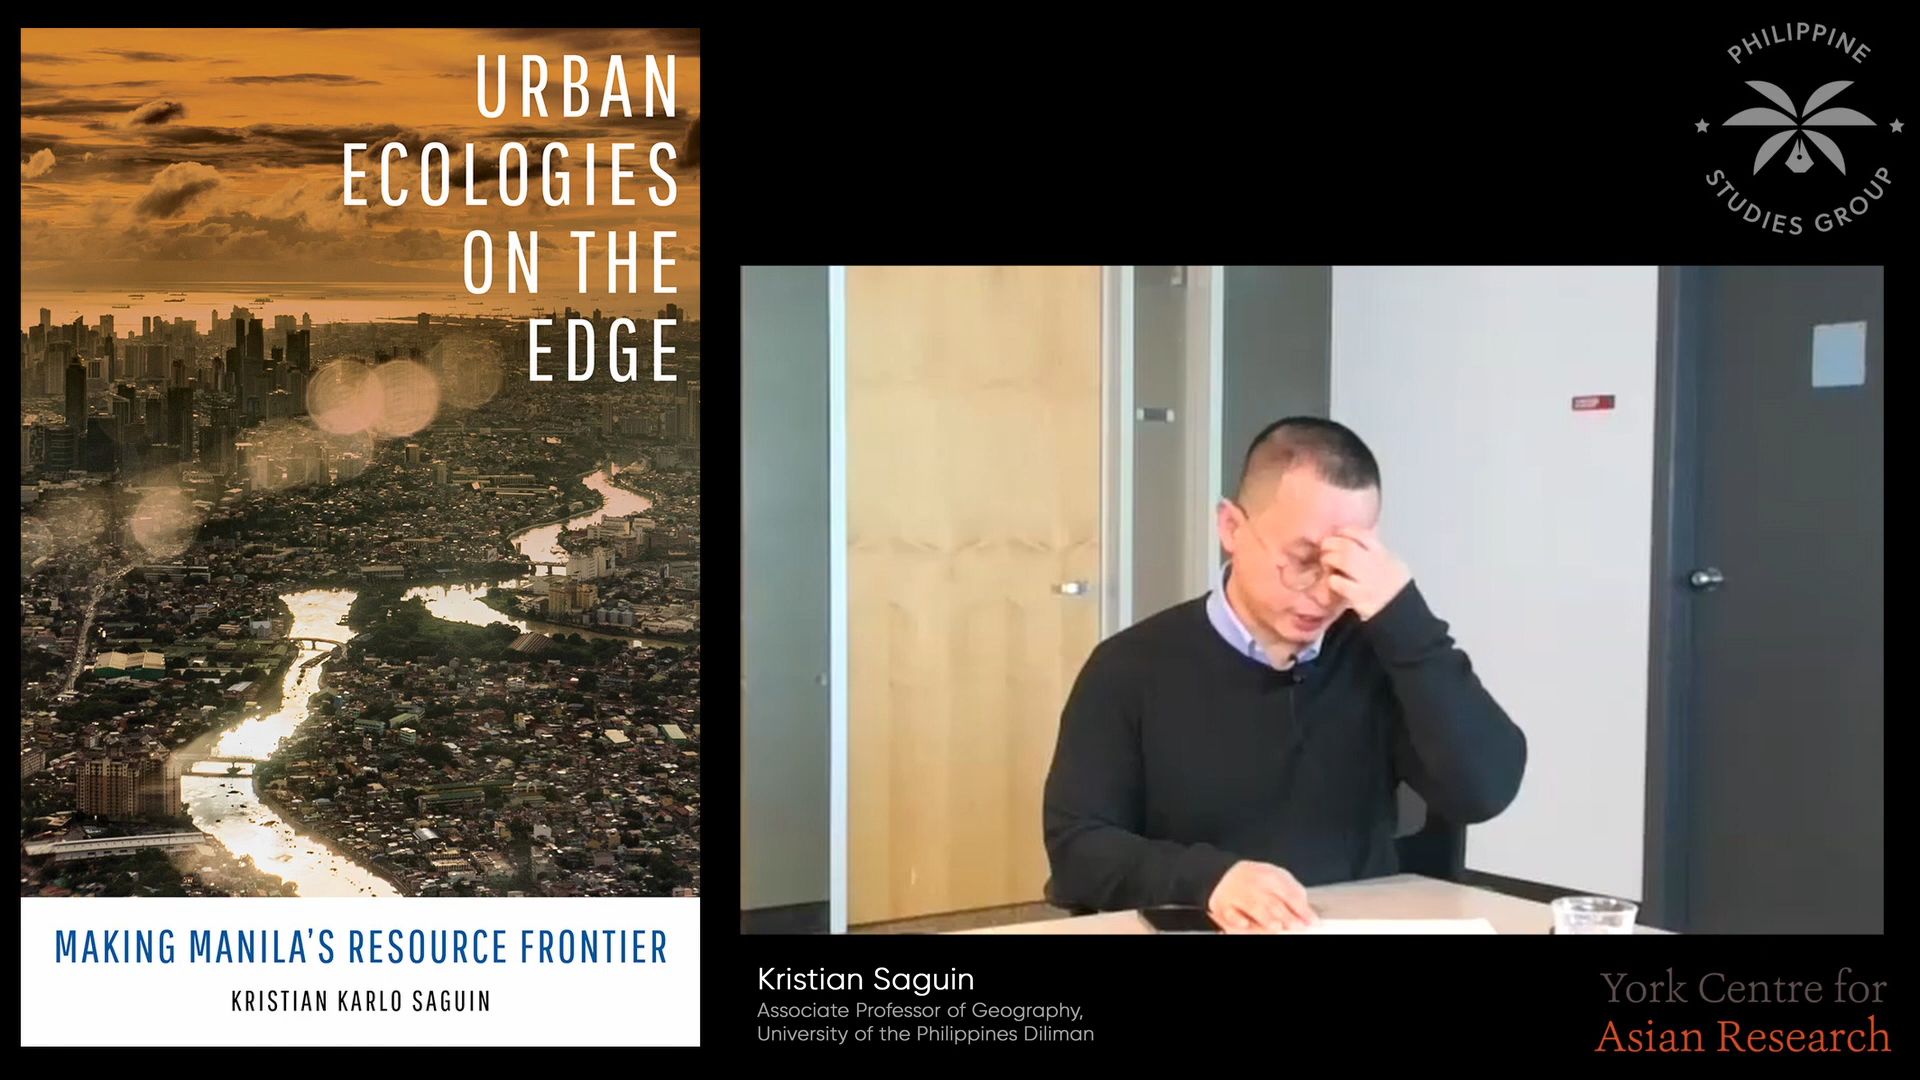 URBAN
ECOLOGIES
ON THE
EDGE
MAKING MANILA'S RESOURCE FRONTIER
KRISTIAN KARLO SAGUIN
PHILIPPINE
STUDIES GROUP
Kristian Saguin
Associate Professor of Geography,
University of the Philippines Diliman
York Centre for
Asian Research